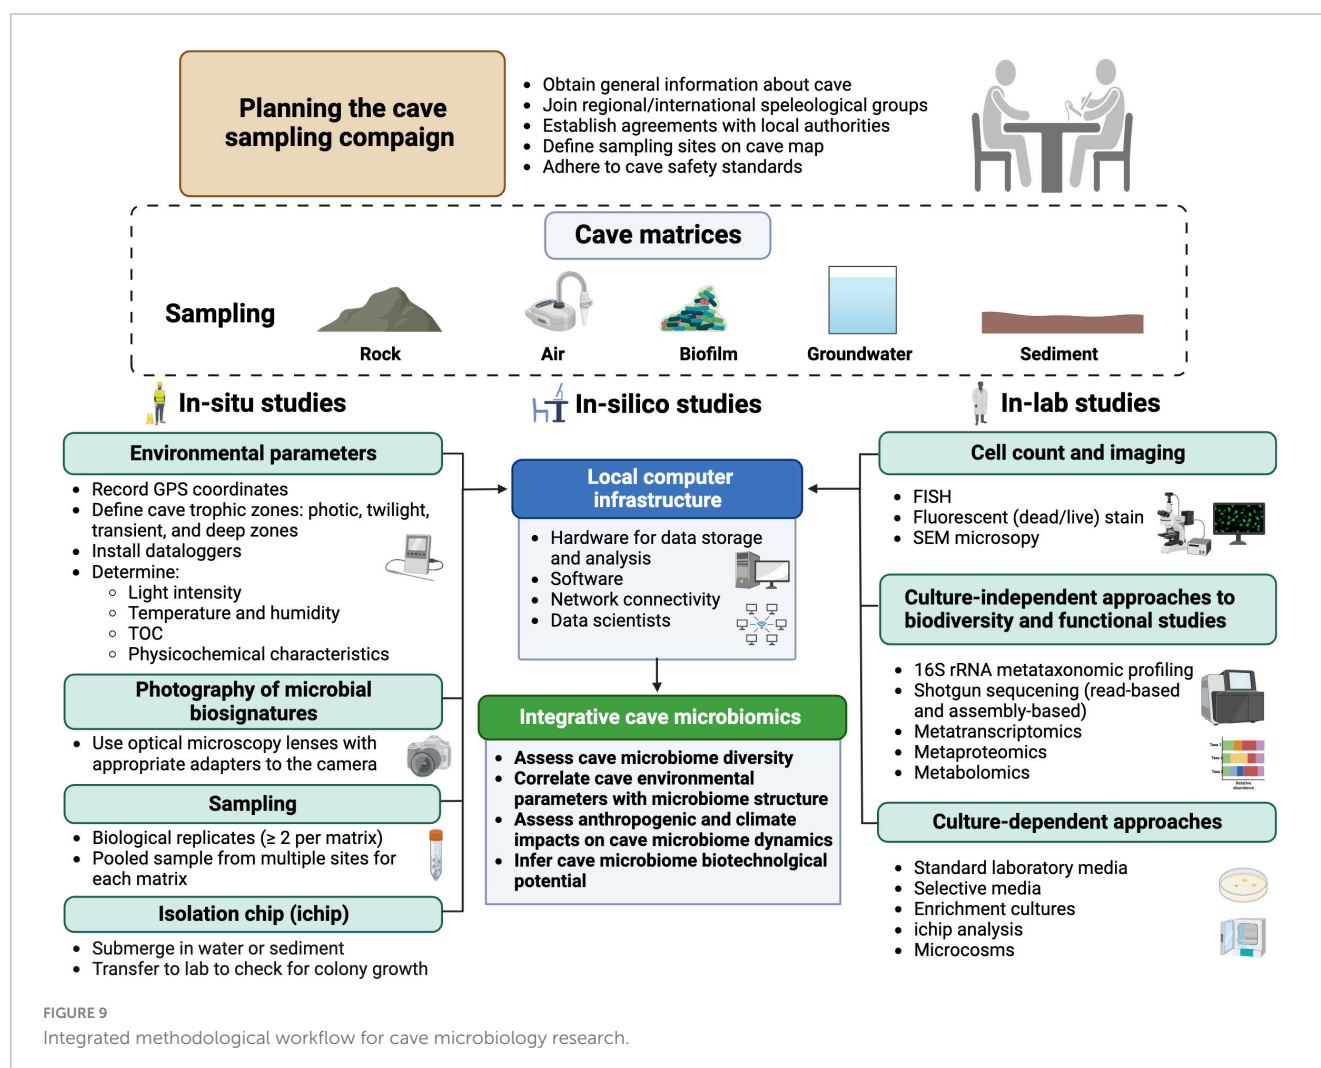 Planning the cave
sampling compaign
• Obtain general information about cave
• Join regional/international speleological groups
• Establish agreements with local authorities
• Define sampling sites on cave map
• Adhere to cave safety standards
Cave matrices
Sampling
Rock
Air
Biofilm
Groundwater
Sediment
In-situ studies
In-silico studies
In-lab studies
Environmental parameters
• Record GPS coordinates
• Define cave trophic zones: photic, twilight,
transient, and deep zones
• Install dataloggers
• Determine:
○ Light intensity
○ Temperature and humidity
○ TOC
○ Physicochemical characteristics
Photography of microbial
biosignatures
• Use optical microscopy lenses with
appropriate adapters to the camera
Sampling
• Biological replicates (≥ 2 per matrix)
• Pooled sample from multiple sites for
each matrix
Isolation chip (ichip)
• Submerge in water or sediment
• Transfer to lab to check for colony growth
Local computer
infrastructure
• Hardware for data storage
and analysis
• Software
• Network connectivity
• Data scientists
Integrative cave microbiomics
• Assess cave microbiome diversity
• Correlate cave environmental
parameters with microbiome structure
• Assess anthropogenic and climate
impacts on cave microbiome dynamics
• Infer cave microbiome biotechnolgical
potential
Cell count and imaging
• FISH
• Fluorescent (dead/live) stain
• SEM microsopy
Culture-independent approaches to
biodiversity and functional studies
• 16S rRNA metataxonomic profiling
• Shotgun sequcening (read-based
and assembly-based)
• Metatranscriptomics
• Metaproteomics
• Metabolomics
Taxa
Taxa
Taxa
Relative
abundance
Culture-dependent approaches
• Standard laboratory media
• Selective media
• Enrichment cultures
• ichip analysis
• Microcosms
FIGURE 9
Integrated methodological workflow for cave microbiology research.